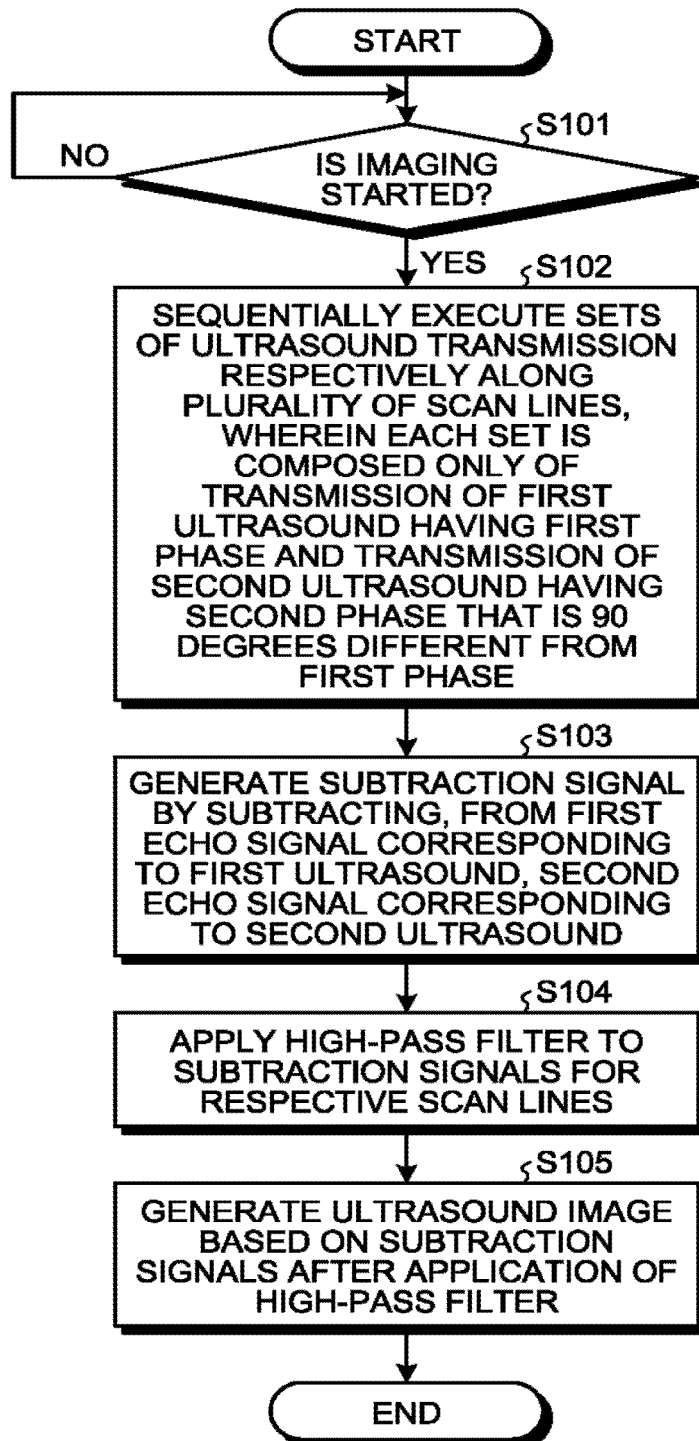 START
S101
NO
IS IMAGING
STARTED?
YES
S102
SEQUENTIALLY EXECUTE SETS
OF ULTRASOUND TRANSMISSION
RESPECTIVELY ALONG
PLURALITY OF SCAN LINES,
WHEREIN EACH SET IS
COMPOSED ONLY OF
TRANSMISSION OF FIRST
ULTRASOUND HAVING FIRST
PHASE AND TRANSMISSION OF
SECOND ULTRASOUND HAVING
SECOND PHASE THAT IS 90
DEGREES DIFFERENT FROM
FIRST PHASE
S103
GENERATE SUBTRACTION SIGNAL
BY SUBTRACTING, FROM FIRST
ECHO SIGNAL CORRESPONDING
TO FIRST ULTRASOUND, SECOND
ECHO SIGNAL CORRESPONDING
TO SECOND ULTRASOUND
S104
APPLY HIGH-PASS FILTER TO
SUBTRACTION SIGNALS FOR
RESPECTIVE SCAN LINES
S105
GENERATE ULTRASOUND IMAGE
BASED ON SUBTRACTION
SIGNALS AFTER APPLICATION OF
HIGH-PASS FILTER
END